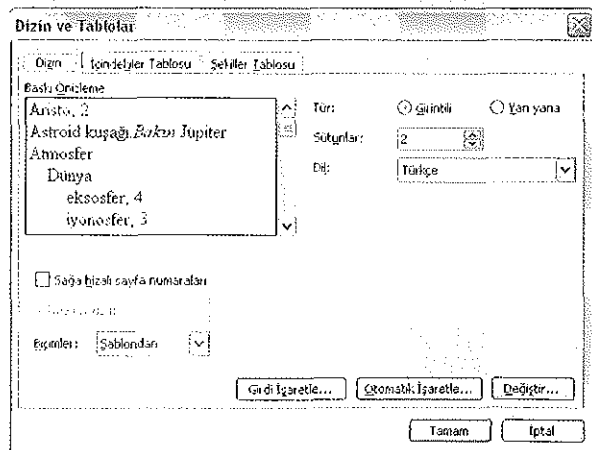 Dizin ve Tablolar
Dizin
İçindekiler Tablosu
Şekiller Tablosu
Baskı Önizleme
Aristo, 2
Astroid kuşağı. Bakın Jüpiter
Atmosfer
Dünya
eksosfer, 4
iyonosfer, 3
Tür:
Girintili
Yan yana
Sütunlar:
2
Dil:
Türkçe
Sağa hizalı sayfa numaraları
Biçimler:
Şablondan
Girdi İşaretle...
Otomatik İşaretle...
Değiştir...
Tamam
İptal